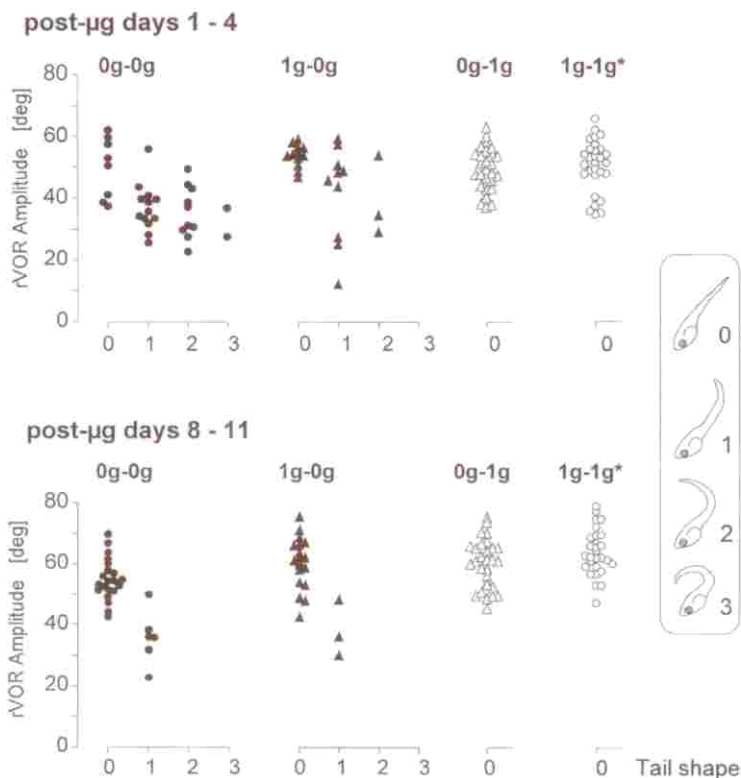 post-µg days 1 - 4
0g-0g 1g-0g 0g-1g 1g-1g*
rVOR Amplitude [deg]
80
60
40
20
0
0 1 2 3 0 1 2 3 0 0
0
1
2
3
post-µg days 8 - 11
0g-0g 1g-0g 0g-1g 1g-1g*
rVOR Amplitude [deg]
80
60
40
20
0
0 1 2 3 0 1 2 3 0 0 Tail shape